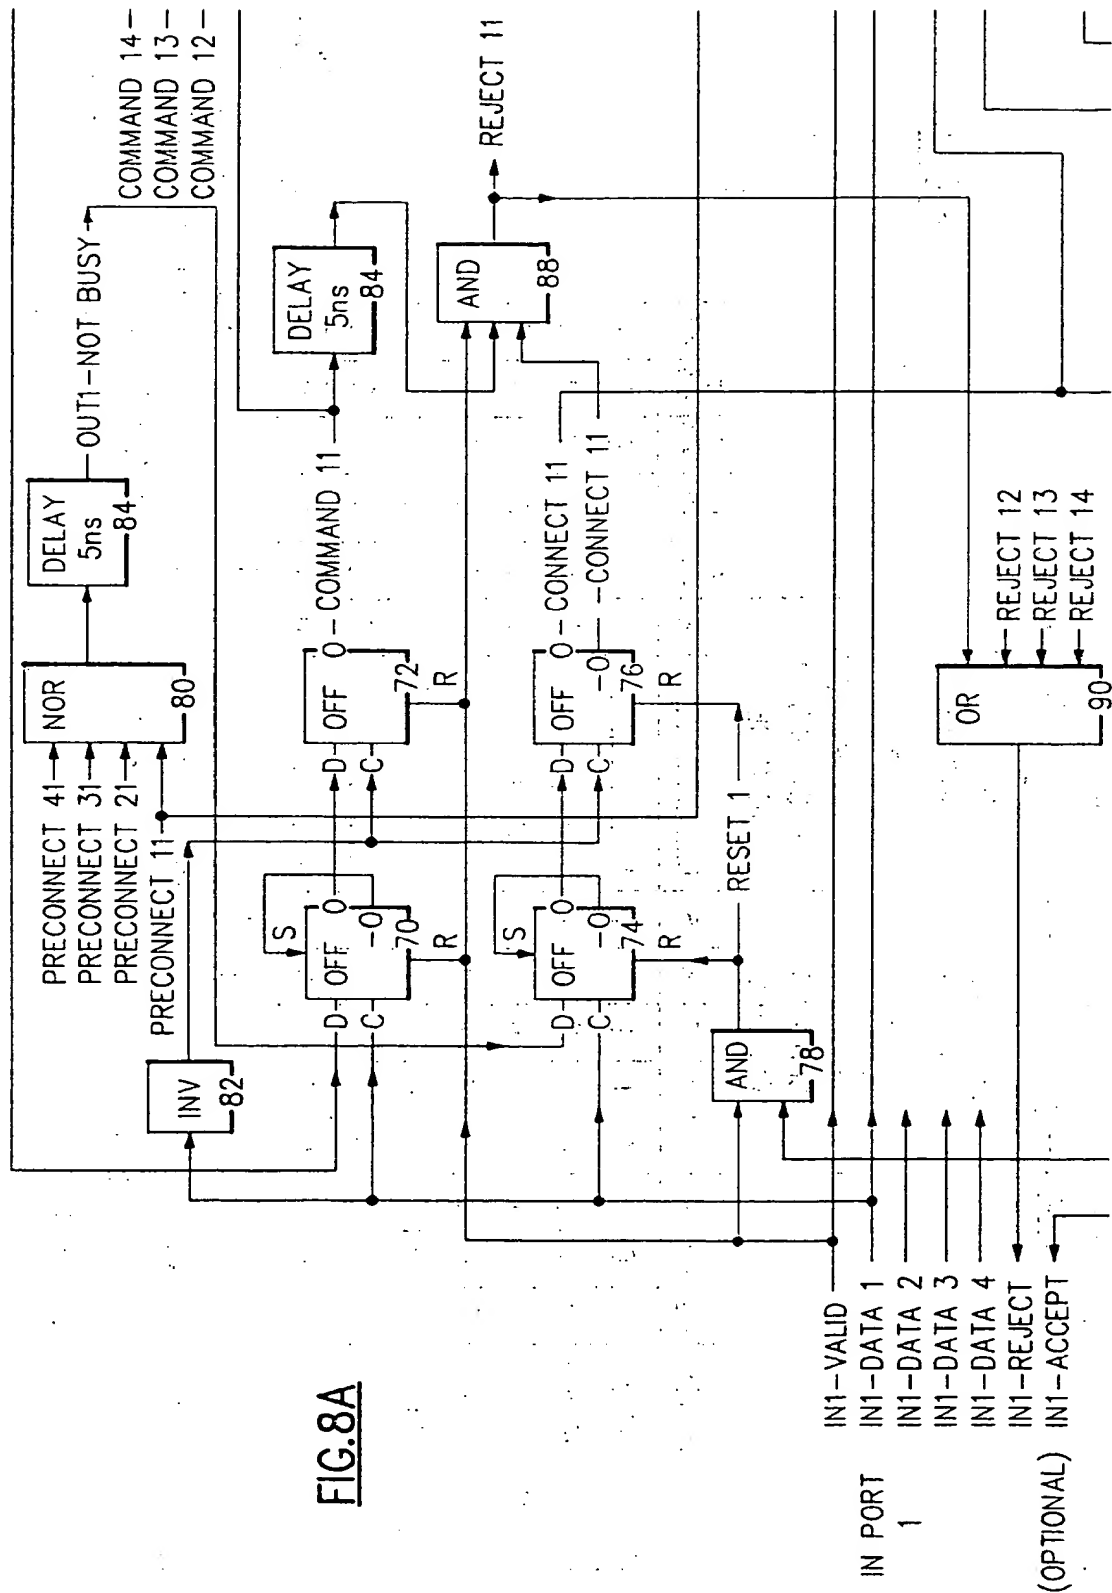 COMMAND 14
COMMAND 13
COMMAND 12
OUT1-NOT BUSY
DELAY
5ns
84
NOR
80
PRECONNECT 41
PRECONNECT 31
PRECONNECT 21
PRECONNECT 11
INV
82
REJECT 11
DELAY
5ns
84
AND
88
COMMAND 11
D
OFF
O
C
72
R
S
D
OFF
O
C
-O
70
R
CONNECT 11
-CONNECT 11
D
OFF
O
C
-O
76
R
S
D
OFF
O
C
-O
74
R
RESET 1
AND
78
REJECT 12
REJECT 13
REJECT 14
OR
90
IN PORT
1
IN1-VALID
IN1-DATA 1
IN1-DATA 2
IN1-DATA 3
IN1-DATA 4
IN1-REJECT
(OPTIONAL) IN1-ACCEPT
FIG.8A